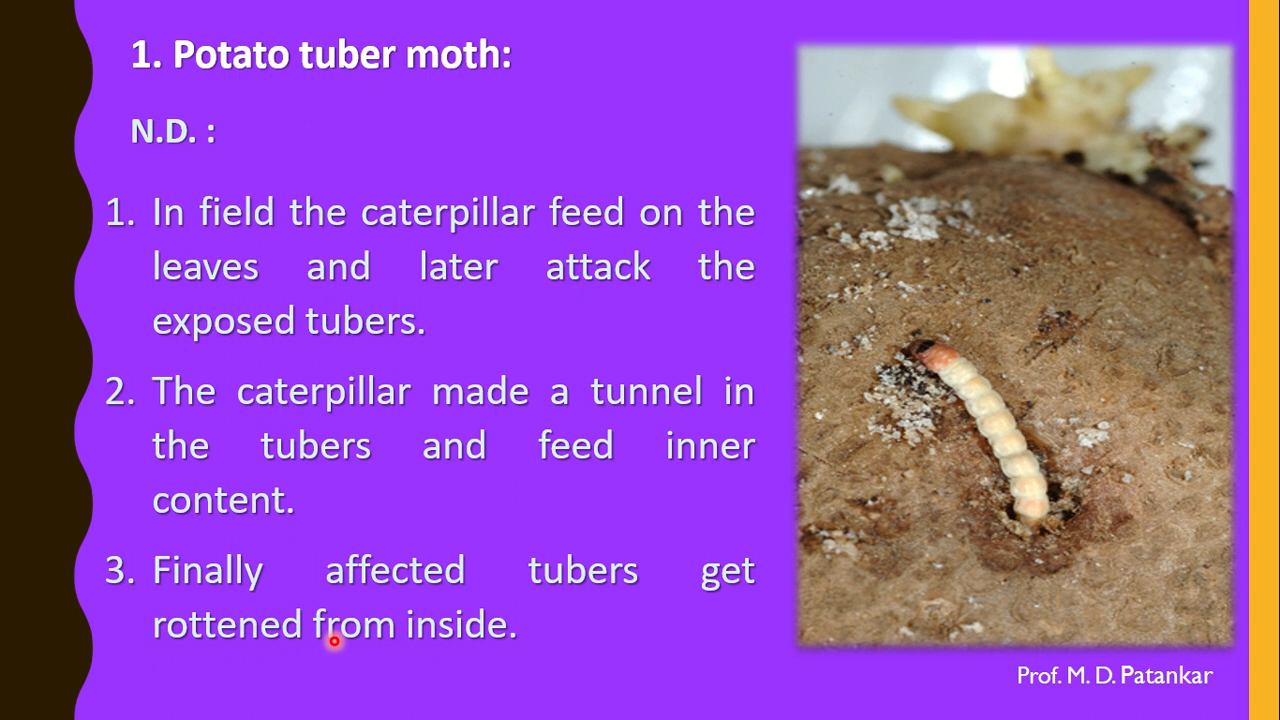 1. Potato tuber moth:
N.D. :
1. In field the caterpillar feed on the
leaves and later attack the
exposed tubers.
2. The caterpillar made a tunnel in
the tubers and feed inner
content.
3. Finally affected tubers get
rottened from inside.
Prof. M. D. Patankar